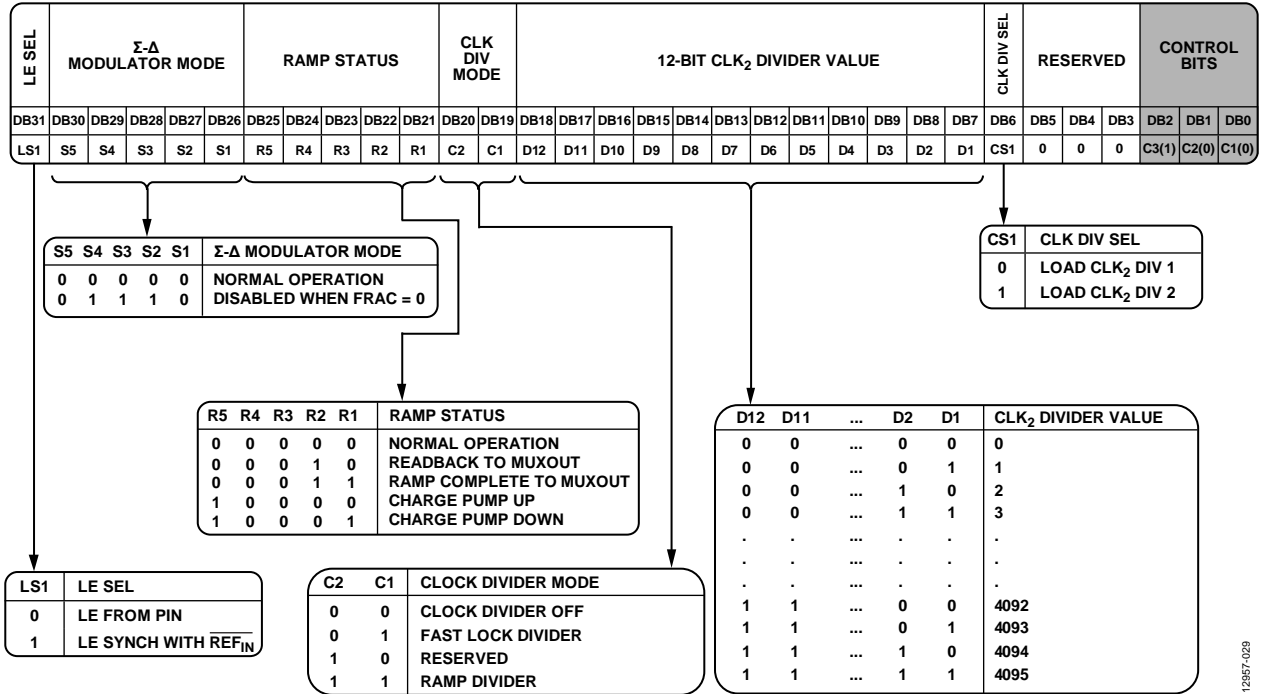 LE SEL
Σ-Δ
MODULATOR MODE
RAMP STATUS
CLK
DIV
MODE
12-BIT CLK₂ DIVIDER VALUE
CLK DIV SEL
RESERVED
CONTROL
BITS
DB31 DB30 DB29 DB28 DB27 DB26 DB25 DB24 DB23 DB22 DB21 DB20 DB19 DB18 DB17 DB16 DB15 DB14 DB13 DB12 DB11 DB10 DB9 DB8 DB7 DB6 DB5 DB4 DB3 DB2 DB1 DB0
LS1 S5 S4 S3 S2 S1 R5 R4 R3 R2 R1 C2 C1 D12 D11 D10 D9 D8 D7 D6 D5 D4 D3 D2 D1 CS1 0 0 0 C3(1) C2(0) C1(0)
S5 S4 S3 S2 S1 Σ-Δ MODULATOR MODE
0 0 0 0 0 NORMAL OPERATION
0 1 1 1 0 DISABLED WHEN FRAC = 0
CS1 CLK DIV SEL
0 LOAD CLK₂ DIV 1
1 LOAD CLK₂ DIV 2
R5 R4 R3 R2 R1 RAMP STATUS
0 0 0 0 0 NORMAL OPERATION
0 0 0 1 0 READBACK TO MUXOUT
0 0 0 1 1 RAMP COMPLETE TO MUXOUT
1 0 0 0 0 CHARGE PUMP UP
1 0 0 0 1 CHARGE PUMP DOWN
D12 D11 ... D2 D1 CLK₂ DIVIDER VALUE
0 0 ... 0 0 0
0 0 ... 0 1 1
0 0 ... 1 0 2
0 0 ... 1 1 3
. . ... . . .
. . ... . . .
. . ... . . .
1 1 ... 0 0 4092
1 1 ... 0 1 4093
1 1 ... 1 0 4094
1 1 ... 1 1 4095
LS1 LE SEL
0 LE FROM PIN
1 LE SYNCH WITH R̅E̅F̅I̅N̅
C2 C1 CLOCK DIVIDER MODE
0 0 CLOCK DIVIDER OFF
0 1 FAST LOCK DIVIDER
1 0 RESERVED
1 1 RAMP DIVIDER
12957-029